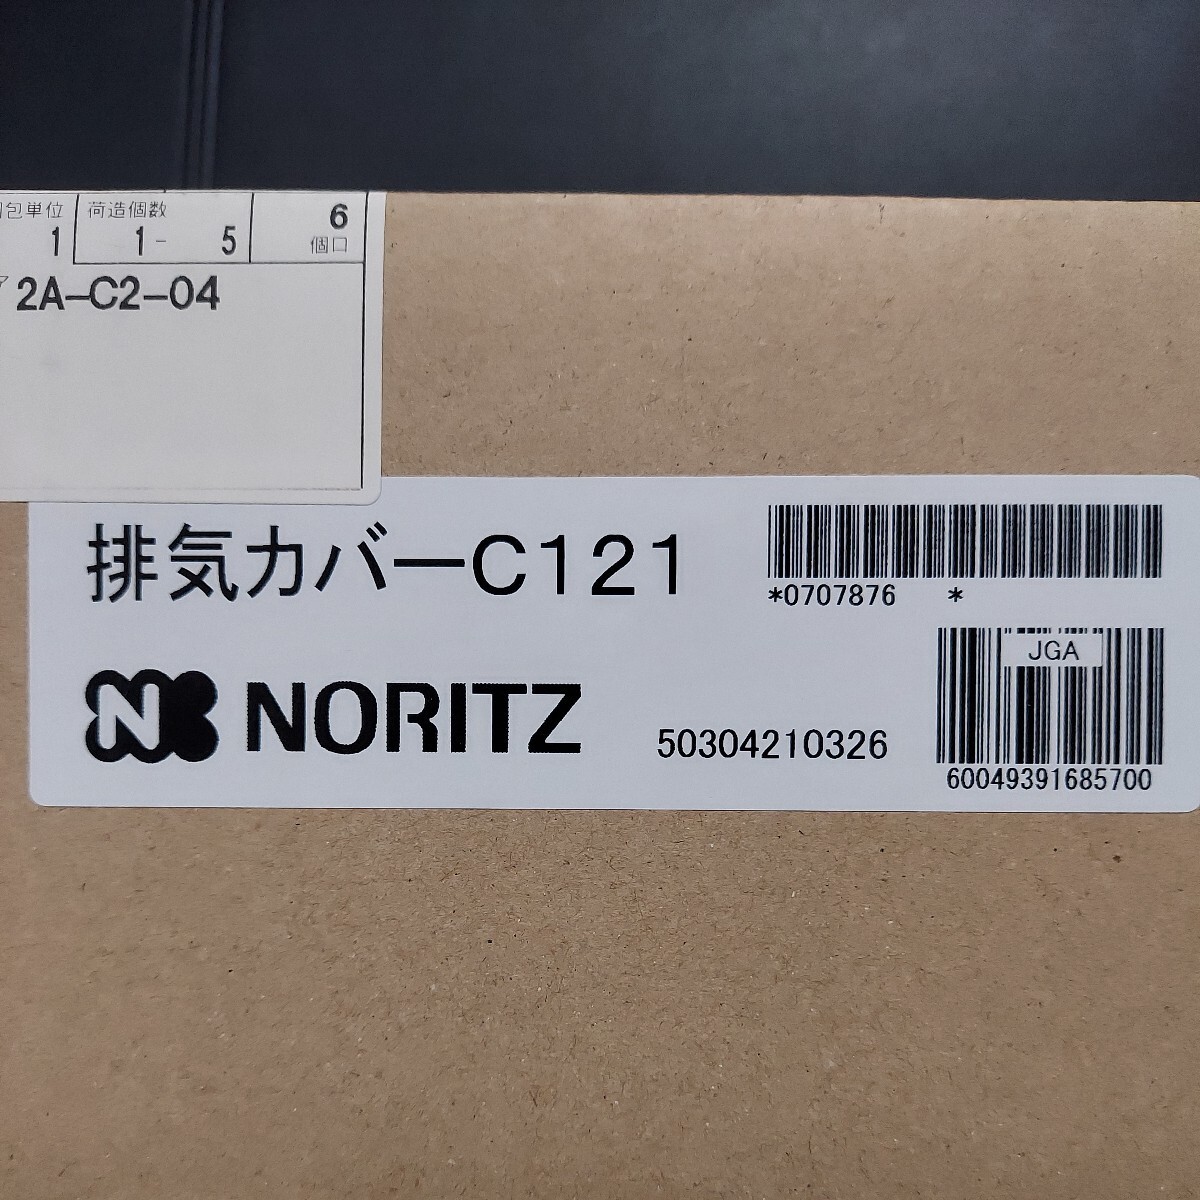 包単位 荷造個数 6
1 1- 5 個口
2A-C2-04
排気カバーC121
*0707876 *
JGA
NORITZ
50304210326
60049391685700